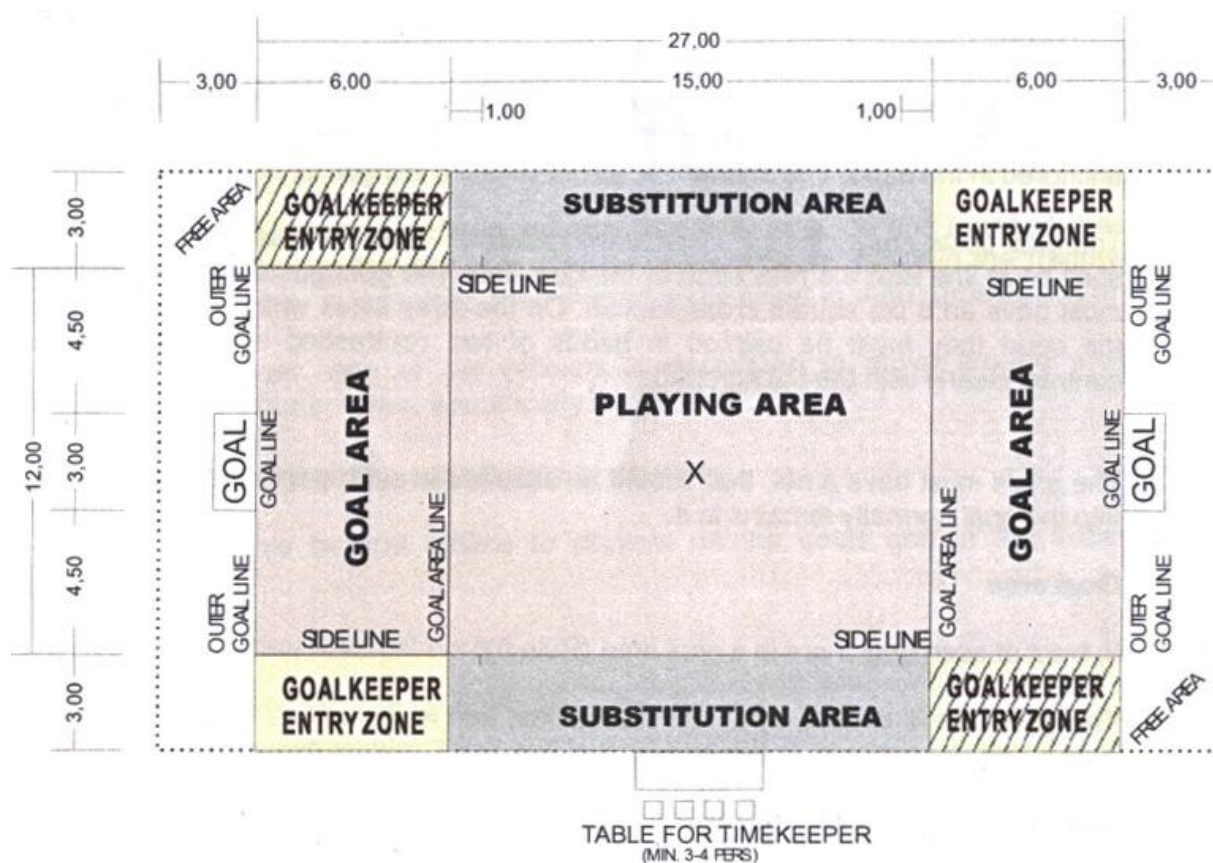 27,00
3,00
6,00
15,00
6,00
3,00
1,00
1,00
3,00
4,50
12,00
3,00
4,50
3,00
FREE AREA
GOALKEEPER
ENTRY ZONE
SUBSTITUTION AREA
GOALKEEPER
ENTRY ZONE
OUTER
GOAL LINE
SIDE LINE
SIDE LINE
OUTER
GOAL LINE
GOAL
GOAL LINE
GOAL AREA
GOAL AREA LINE
PLAYING AREA
X
GOAL AREA LINE
GOAL AREA
GOAL LINE
GOAL
OUTER
GOAL LINE
SIDE LINE
SIDE LINE
OUTER
GOAL LINE
GOALKEEPER
ENTRY ZONE
SUBSTITUTION AREA
GOALKEEPER
ENTRY ZONE
FREE AREA
TABLE FOR TIMEKEEPER
(MIN. 3-4 PERS)